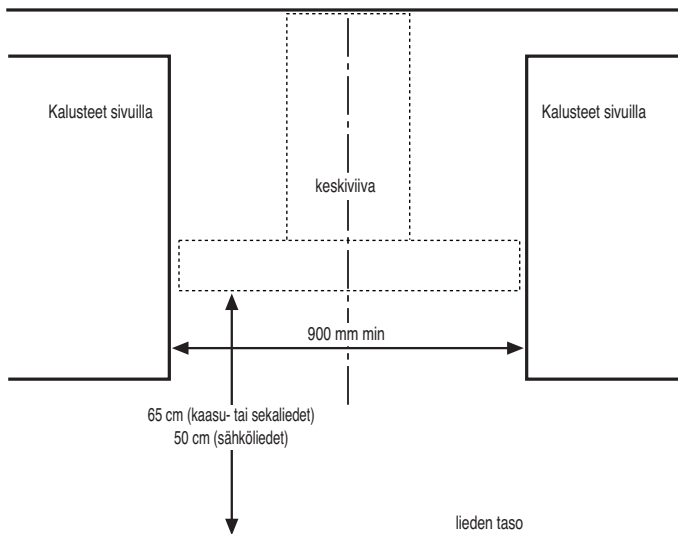 Kalusteet sivuilla
Kalusteet sivuilla
keskiviiva
900 mm min
65 cm (kaasu- tai sekaliedet)
50 cm (sähköliedet)
lieden taso